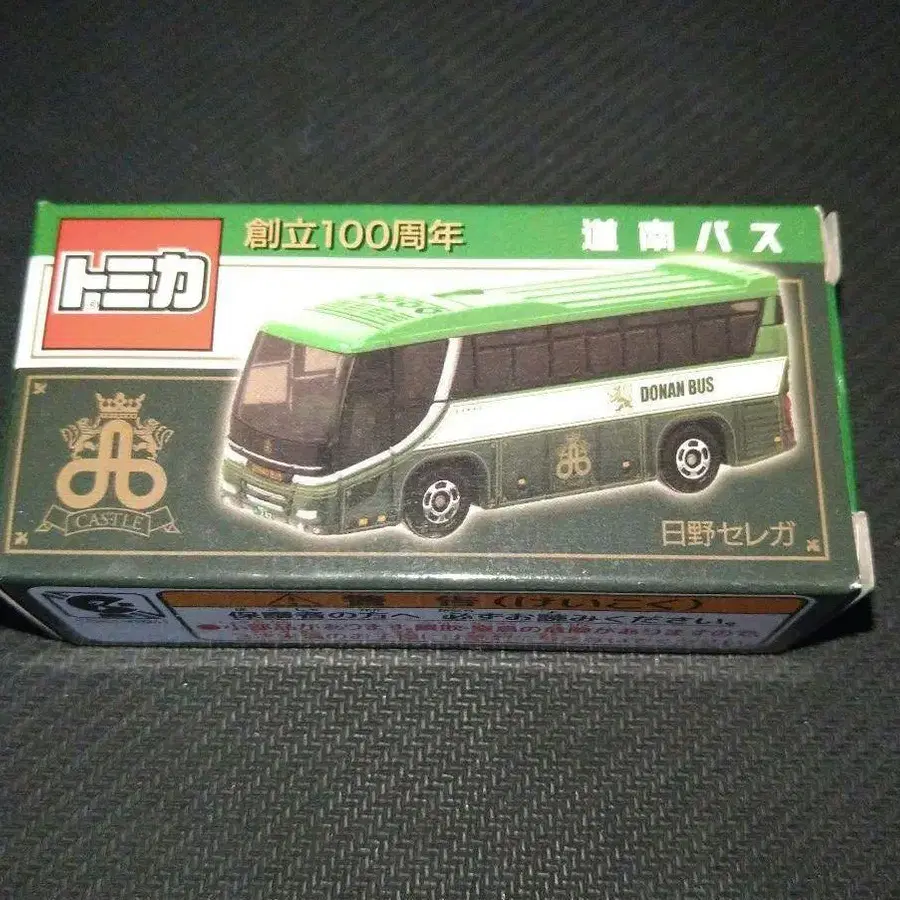 創立100周年
道南バス
トミカ
DONAN BUS
CASTLE
日野セレガ
⚠ 警告(けいこく)
保護者の方へ 必ずお読みください。